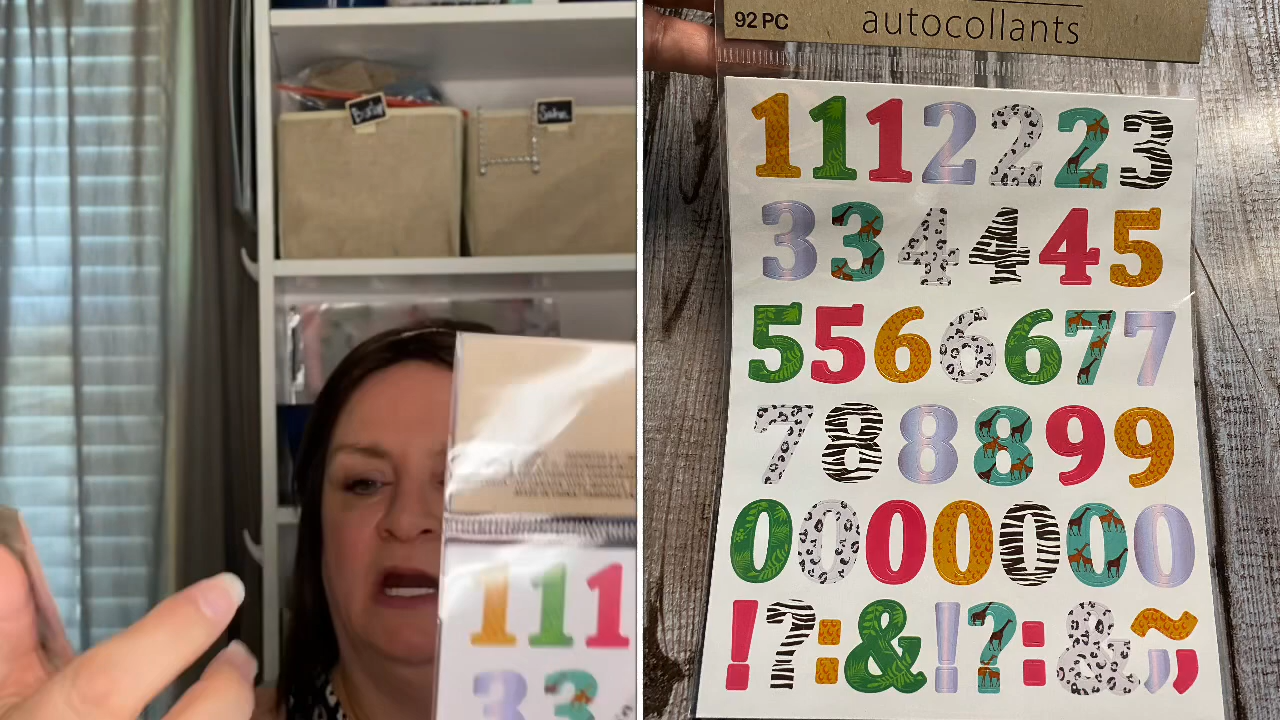 92 PC
autocollants
1 1 1 2 2 2 3
3 3 4 4 4 5
5 5 6 6 6 7 7
7 8 8 8 9 9
0 0 0 0 0 0 0
! ? : & ! ? : & ~ , ,
1 1 1
3 3